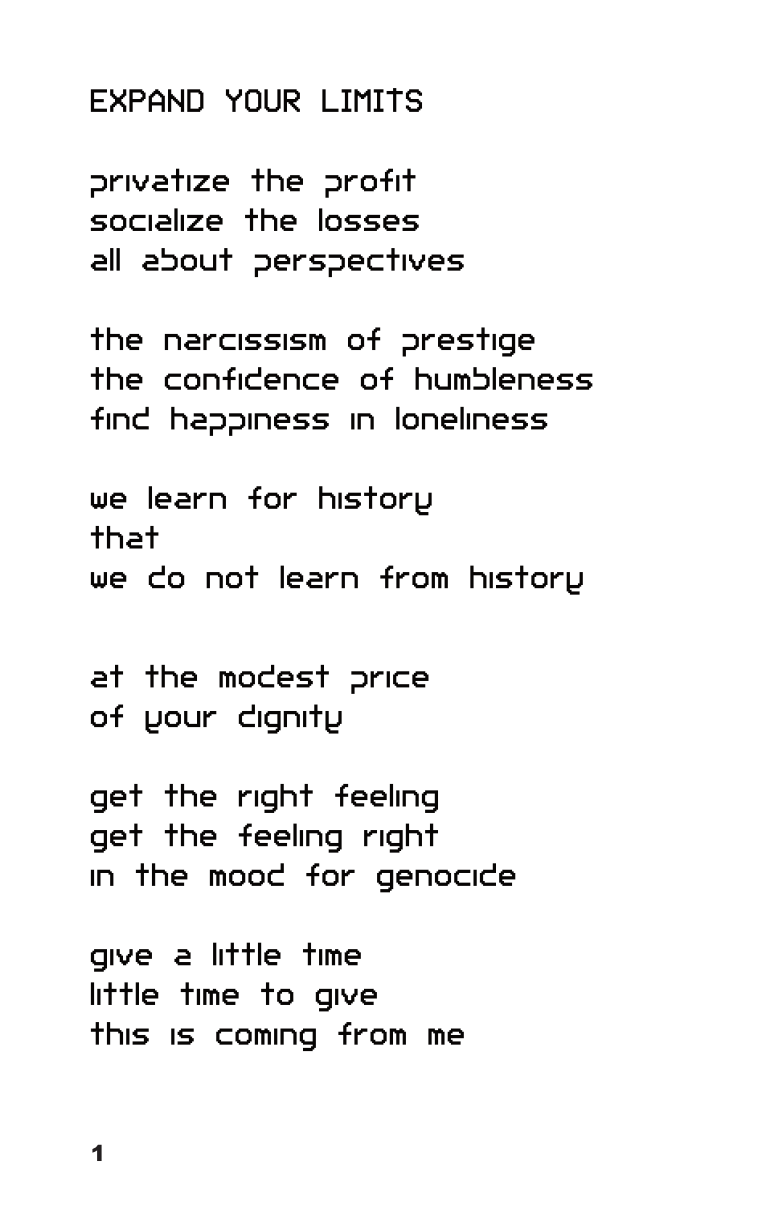 EXPAND YOUR LIMITS
privatize the profit
socialize the losses
all about perspectives
the narcissism of prestige
the confidence of humbleness
find happiness in loneliness
we learn for history
that
we do not learn from history
at the modest price
of your dignity
get the right feeling
get the feeling right
in the mood for genocide
give a little time
little time to give
this is coming from me
1